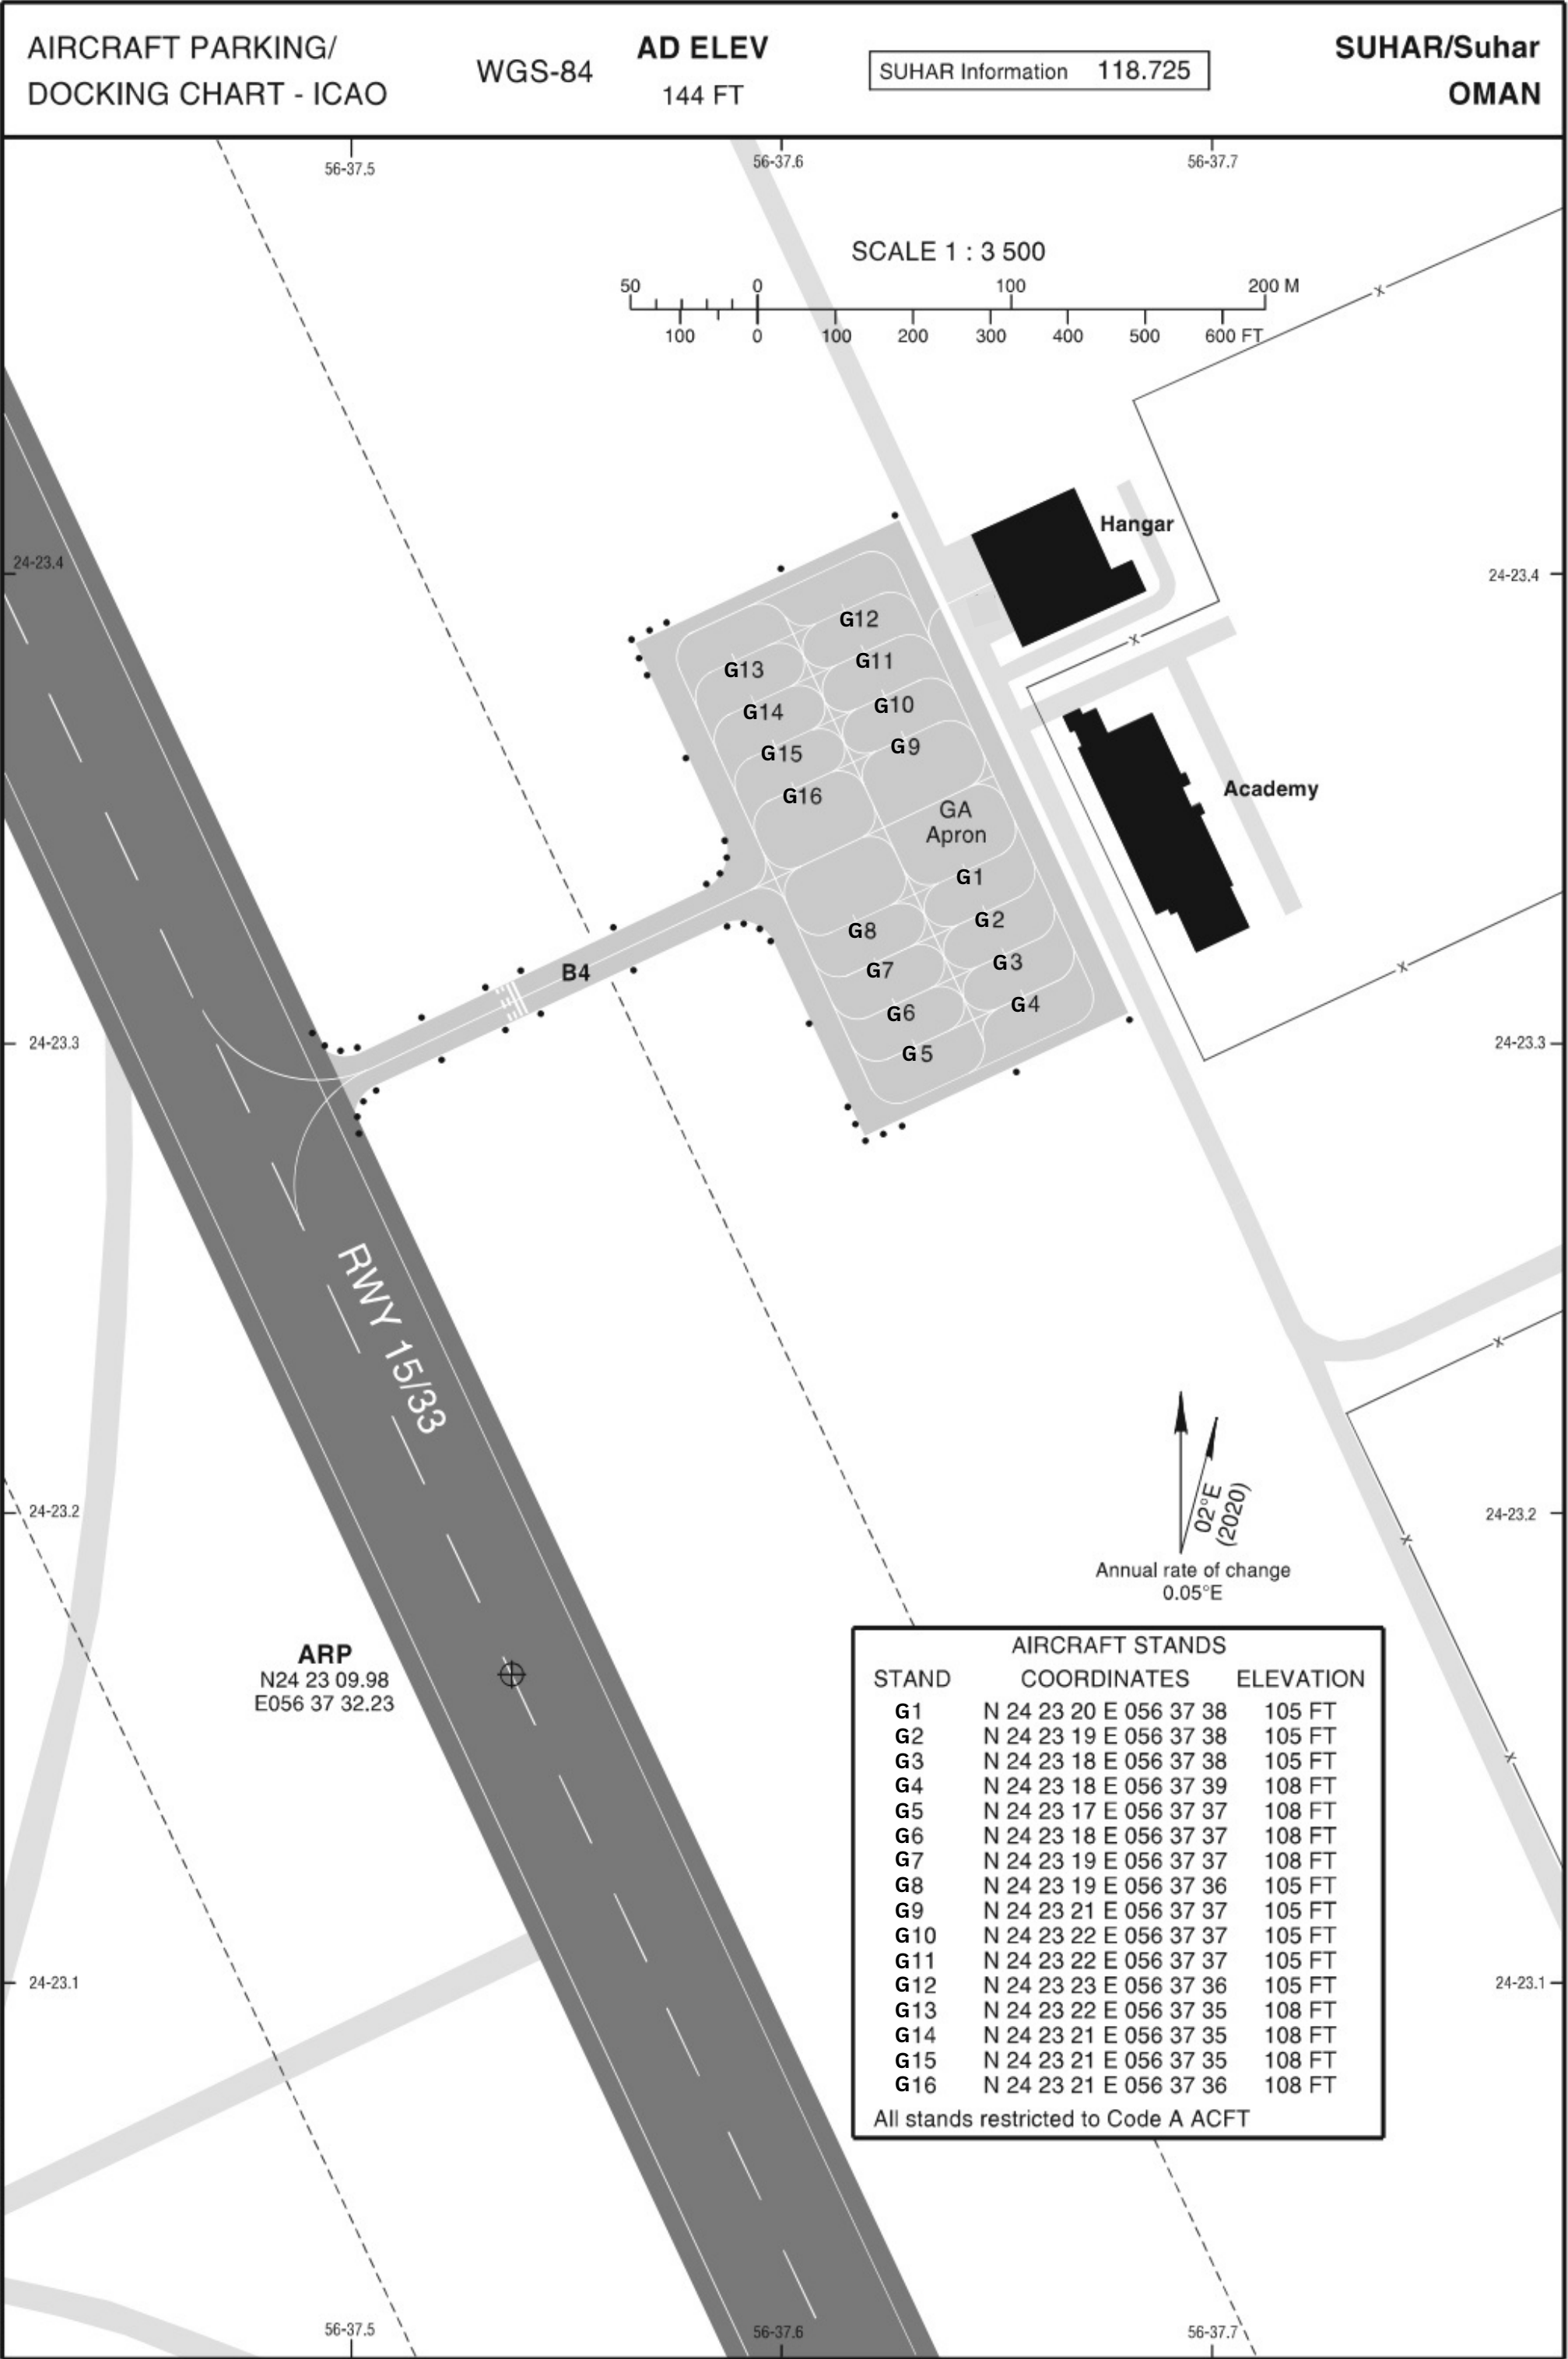 AIRCRAFT PARKING/
DOCKING CHART - ICAO
WGS-84
AD ELEV
144 FT
SUHAR Information 118.725
SUHAR/Suhar
OMAN
56-37.5
56-37.6
56-37.7
SCALE 1 : 3 500
50 0 100 200 M
100 0 100 200 300 400 500 600 FT
Hangar
24-23.4
24-23.4
G12
G11
G13
G10
G14
G9
G15
G16
Academy
GA
Apron
G1
G2
G8
G3
G7
B4
G4
G6
24-23.3
24-23.3
G5
RWY 15/33
02°E
(2020)
24-23.2
24-23.2
Annual rate of change
0.05°E
ARP
N24 23 09.98
E056 37 32.23
AIRCRAFT STANDS
STAND COORDINATES ELEVATION
G1 N 24 23 20 E 056 37 38 105 FT
G2 N 24 23 19 E 056 37 38 105 FT
G3 N 24 23 18 E 056 37 38 105 FT
G4 N 24 23 18 E 056 37 39 108 FT
G5 N 24 23 17 E 056 37 37 108 FT
G6 N 24 23 18 E 056 37 37 108 FT
G7 N 24 23 19 E 056 37 37 108 FT
G8 N 24 23 19 E 056 37 36 105 FT
G9 N 24 23 21 E 056 37 37 105 FT
G10 N 24 23 22 E 056 37 37 105 FT
G11 N 24 23 22 E 056 37 37 105 FT
G12 N 24 23 23 E 056 37 36 105 FT
G13 N 24 23 22 E 056 37 35 108 FT
G14 N 24 23 21 E 056 37 35 108 FT
G15 N 24 23 21 E 056 37 35 108 FT
G16 N 24 23 21 E 056 37 36 108 FT
All stands restricted to Code A ACFT
24-23.1
24-23.1
56-37.5
56-37.6
56-37.7